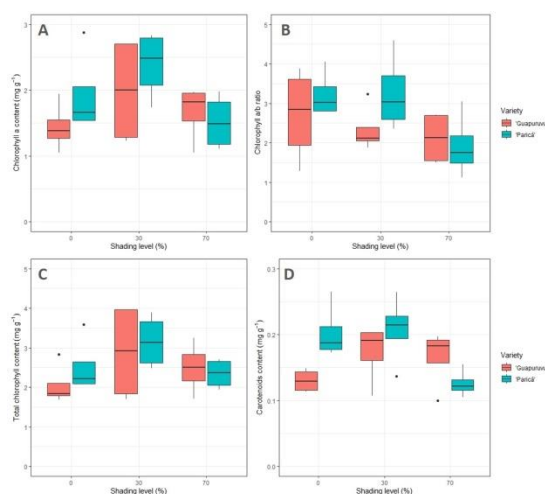 A
Chlorophyll a content (mg g⁻¹)
3
2
1
0
0 30 70
Shading level (%)
B
Chlorophyll a/b ratio
5
4
3
2
1
0
0 30 70
Shading level (%)
Variety
'Guapuruvu'
'Paricá'
C
Total chlorophyll content (mg g⁻¹)
5
4
3
2
1
0
0 30 70
Shading level (%)
D
Carotenoids content (mg g⁻¹)
0.3
0.2
0.1
0.0
0 30 70
Shading level (%)
Variety
'Guapuruvu'
'Paricá'